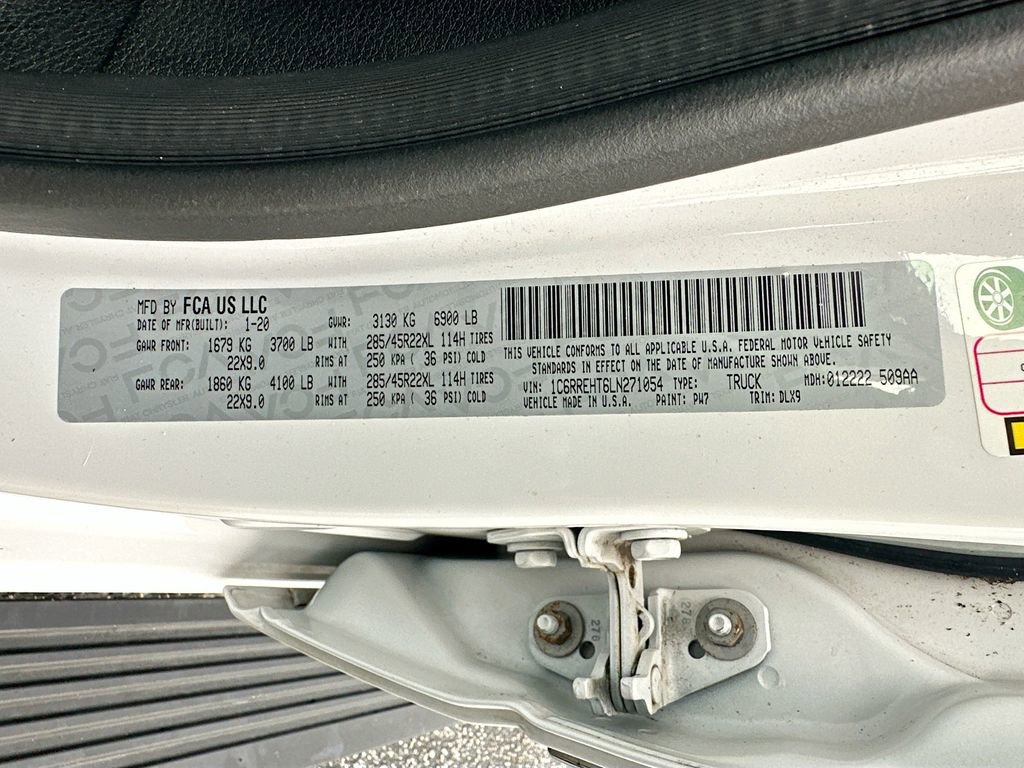 MFD BY FCA US LLC
DATE OF MFR(BUILT): 1-20 GVWR: 3130 KG 6900 LB
GAWR FRONT: 1679 KG 3700 LB WITH 285/45R22XL 114H TIRES
22X9.0 RIMS AT 250 KPA ( 36 PSI) COLD
GAWR REAR: 1860 KG 4100 LB WITH 285/45R22XL 114H TIRES
22X9.0 RIMS AT 250 KPA ( 36 PSI) COLD
THIS VEHICLE CONFORMS TO ALL APPLICABLE U.S.A. FEDERAL MOTOR VEHICLE SAFETY
STANDARDS IN EFFECT ON THE DATE OF MANUFACTURE SHOWN ABOVE.
VIN: 1C6RREHT6LN271054 TYPE: TRUCK MDH: 012222 509AA
VEHICLE MADE IN U.S.A. PAINT: PW7 TRIM: DLX9
276
276